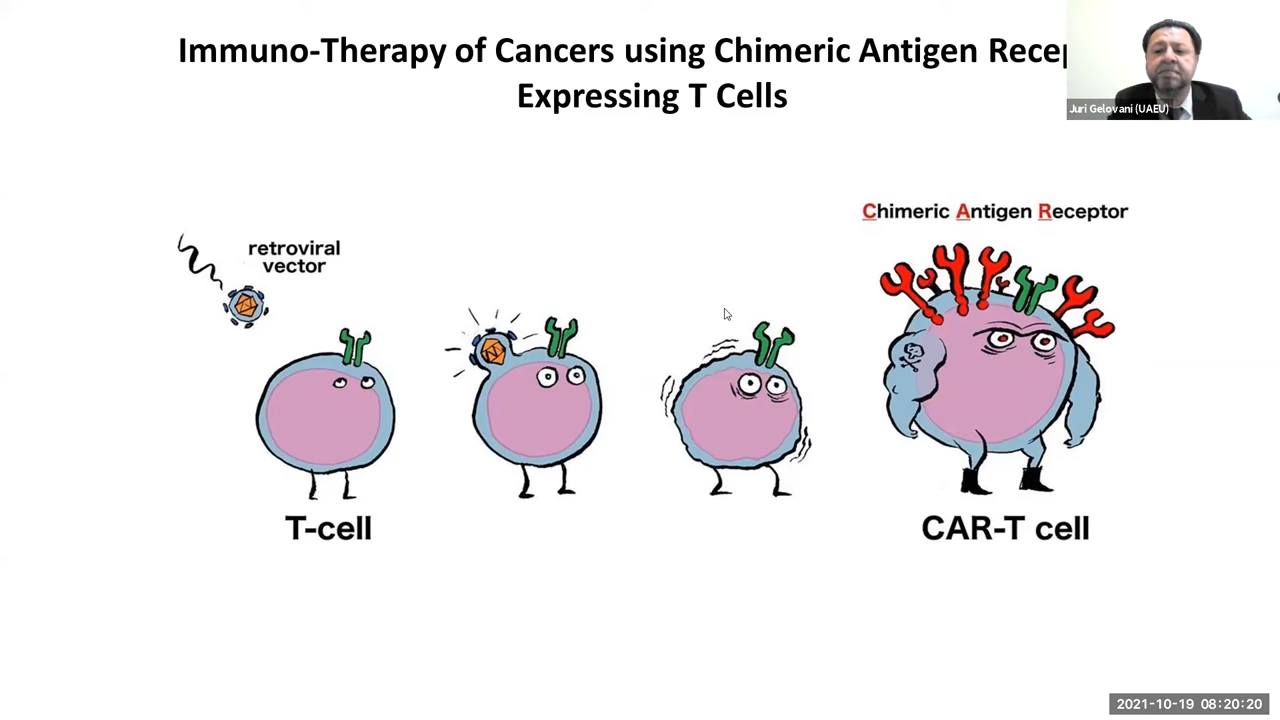 Immuno-Therapy of Cancers using Chimeric Antigen Recep
Expressing T Cells
Juri Gelovani (UAEU)
Chimeric Antigen Receptor
retroviral
vector
T-cell
CAR-T cell
2021-10-19 08:20:20